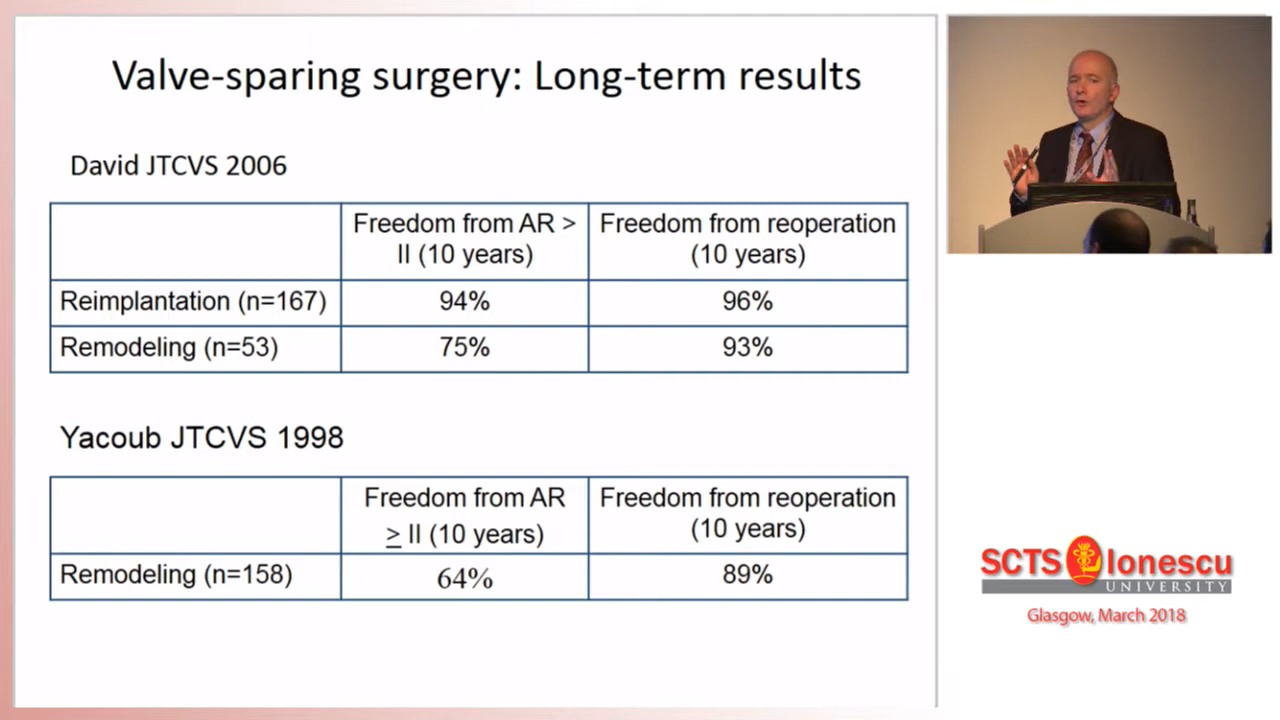 Valve-sparing surgery: Long-term results
David JTCVS 2006
Freedom from AR >
II (10 years)
Freedom from reoperation
(10 years)
Reimplantation (n=167)
94%
96%
Remodeling (n=53)
75%
93%
Yacoub JTCVS 1998
Freedom from AR
≥ II (10 years)
Freedom from reoperation
(10 years)
Remodeling (n=158)
64%
89%
SCTS Ionescu
UNIVERSITY
Glasgow, March 2018